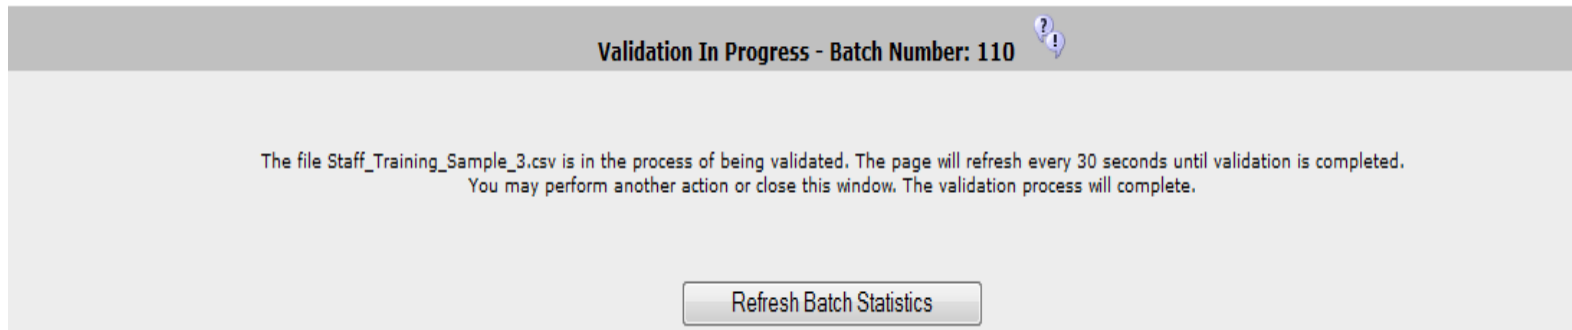 Validation In Progress - Batch Number: 110
? !
The file Staff_Training_Sample_3.csv is in the process of being validated. The page will refresh every 30 seconds until validation is completed.
You may perform another action or close this window. The validation process will complete.
Refresh Batch Statistics